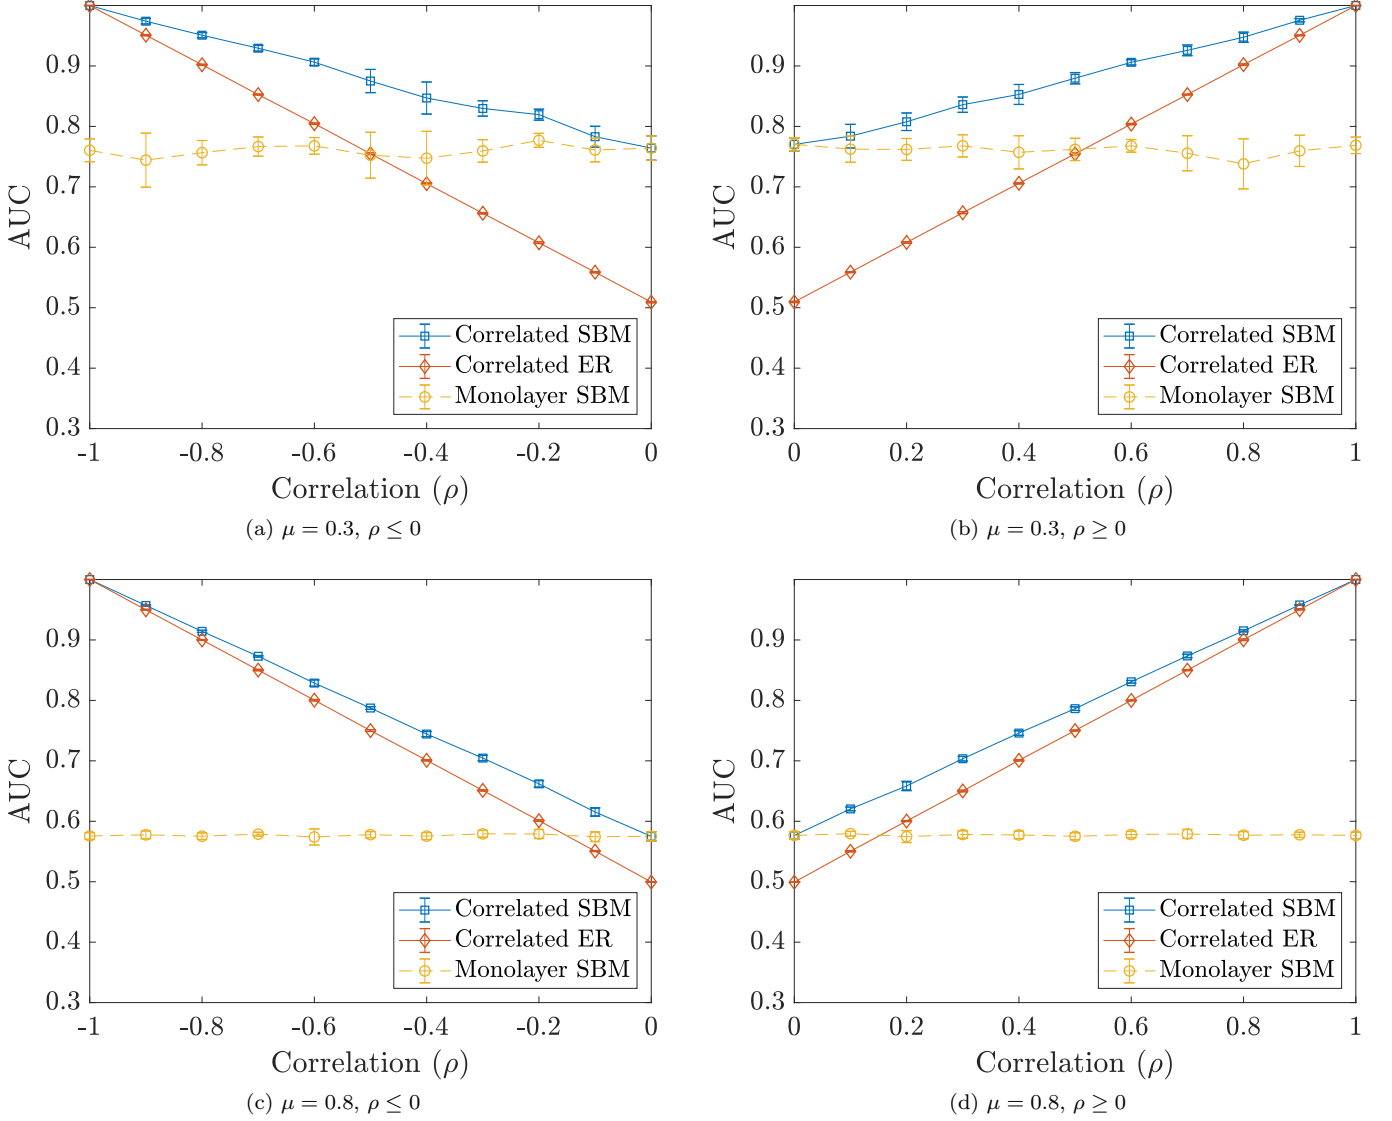 AUC
0.9
0.8
0.7
0.6
0.5
0.4
0.3
-1 -0.8 -0.6 -0.4 -0.2 0
Correlated SBM
Correlated ER
Monolayer SBM
Correlation (ρ)
(a) μ = 0.3, ρ ≤ 0
AUC
0.9
0.8
0.7
0.6
0.5
0.4
0.3
0 0.2 0.4 0.6 0.8 1
Correlated SBM
Correlated ER
Monolayer SBM
Correlation (ρ)
(b) μ = 0.3, ρ ≥ 0
AUC
0.9
0.8
0.7
0.6
0.5
0.4
0.3
-1 -0.8 -0.6 -0.4 -0.2 0
Correlated SBM
Correlated ER
Monolayer SBM
Correlation (ρ)
(c) μ = 0.8, ρ ≤ 0
AUC
0.9
0.8
0.7
0.6
0.5
0.4
0.3
0 0.2 0.4 0.6 0.8 1
Correlated SBM
Correlated ER
Monolayer SBM
Correlation (ρ)
(d) μ = 0.8, ρ ≥ 0